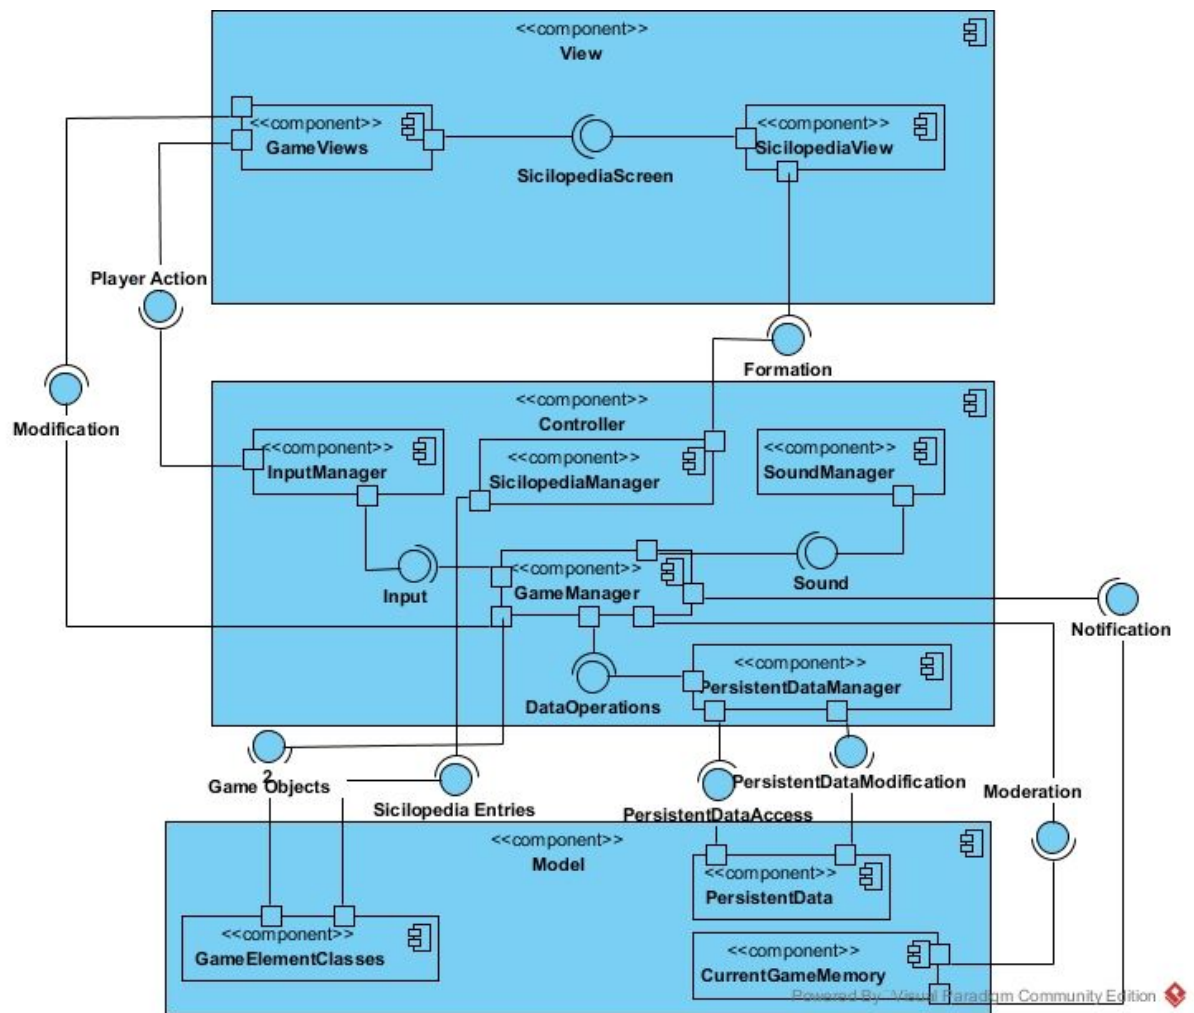 <<component>>
View
<<component>>
GameViews
<<component>>
SicilopediaView
SicilopediaScreen
Player Action
Formation
Modification
<<component>>
Controller
<<component>>
InputManager
<<component>>
SicilopediaManager
<<component>>
SoundManager
<<component>>
GameManager
Input
Sound
Notification
<<component>>
PersistentDataManager
DataOperations
2
Game Objects
Sicilopedia Entries
PersistentDataModification
PersistentDataAccess
Moderation
<<component>>
Model
<<component>>
PersistentData
<<component>>
GameElementClasses
<<component>>
CurrentGameMemory
Powered By Visual Paradigm Community Edition